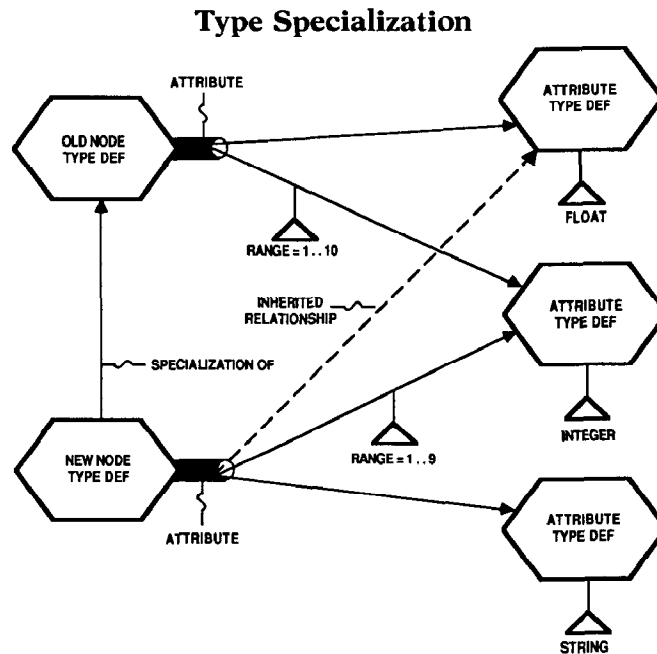 Type Specialization
ATTRIBUTE
ATTRIBUTE
TYPE DEF
OLD NODE
TYPE DEF
FLOAT
RANGE = 1 . . 10
INHERITED
RELATIONSHIP
ATTRIBUTE
TYPE DEF
SPECIALIZATION OF
INTEGER
RANGE = 1 . . 9
NEW NODE
TYPE DEF
ATTRIBUTE
ATTRIBUTE
TYPE DEF
STRING